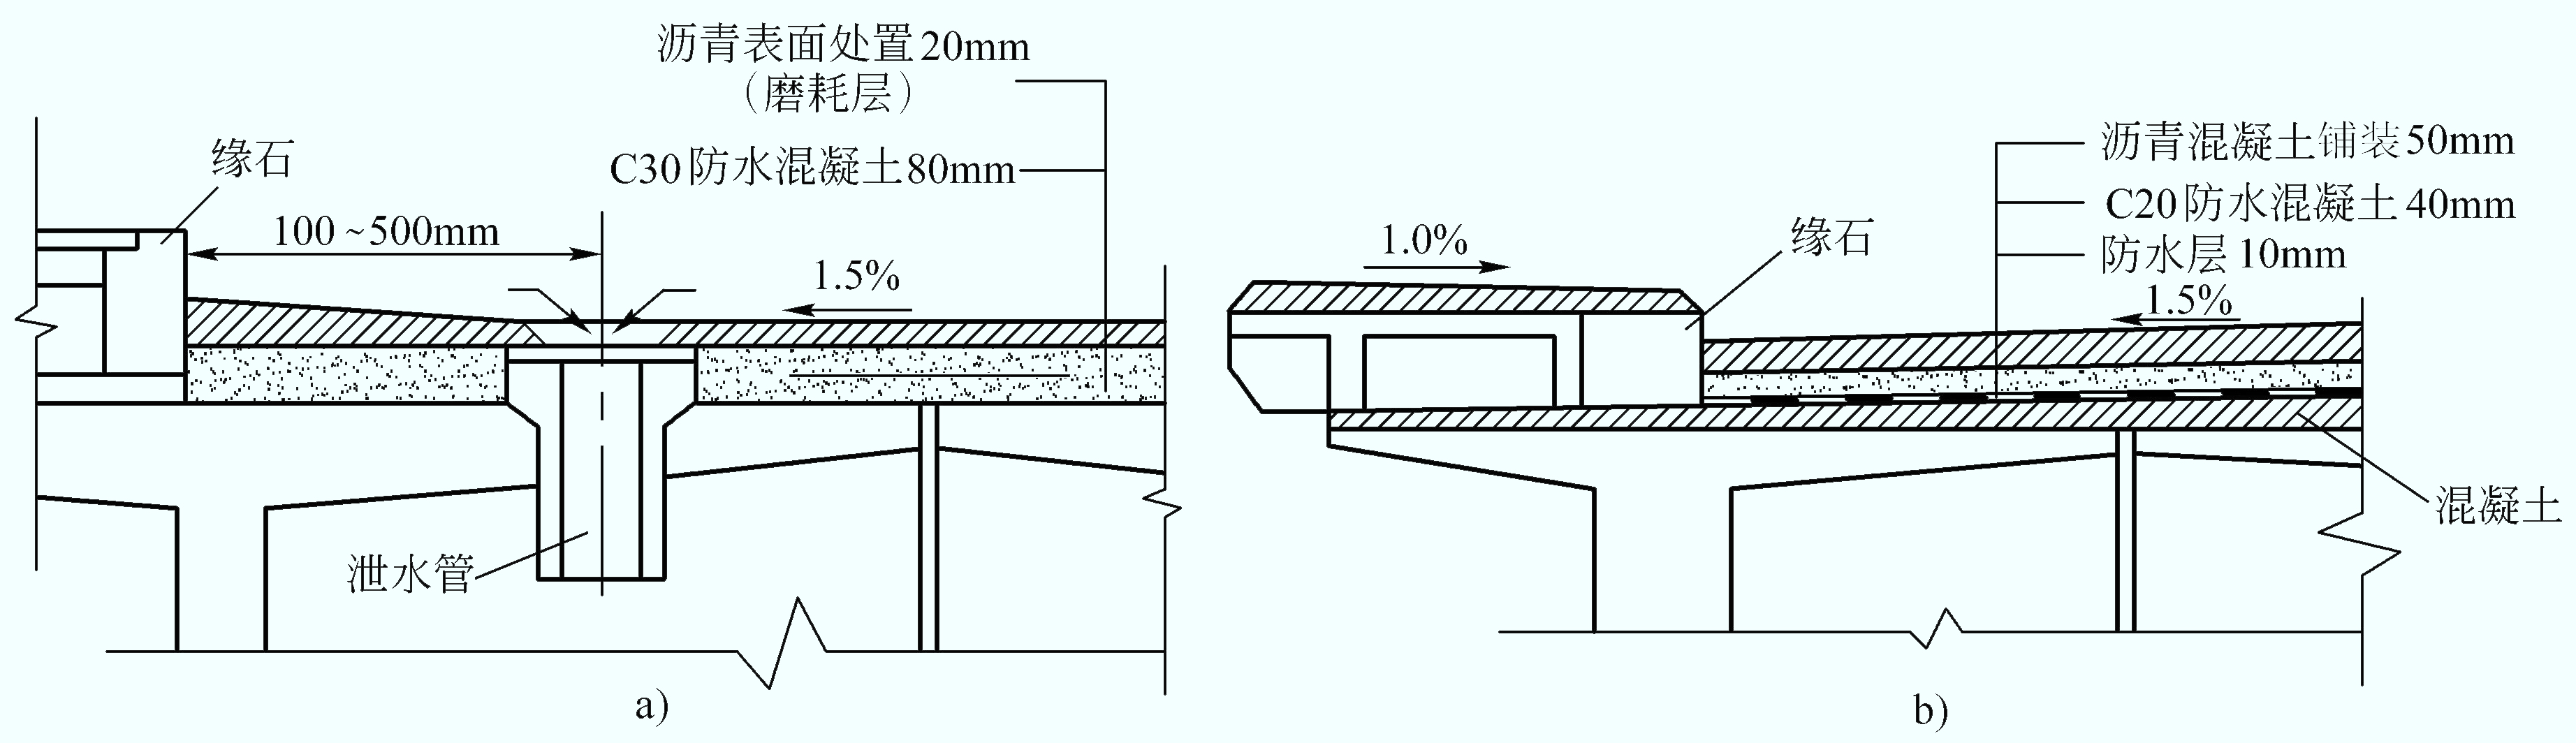 沥青表面处置20mm
（磨耗层）
缘石
C30防水混凝土80mm
100~500mm
1.5%
泄水管
a)
沥青混凝土铺装50mm
C20防水混凝土40mm
防水层10mm
1.0%
缘石
1.5%
混凝土
b)